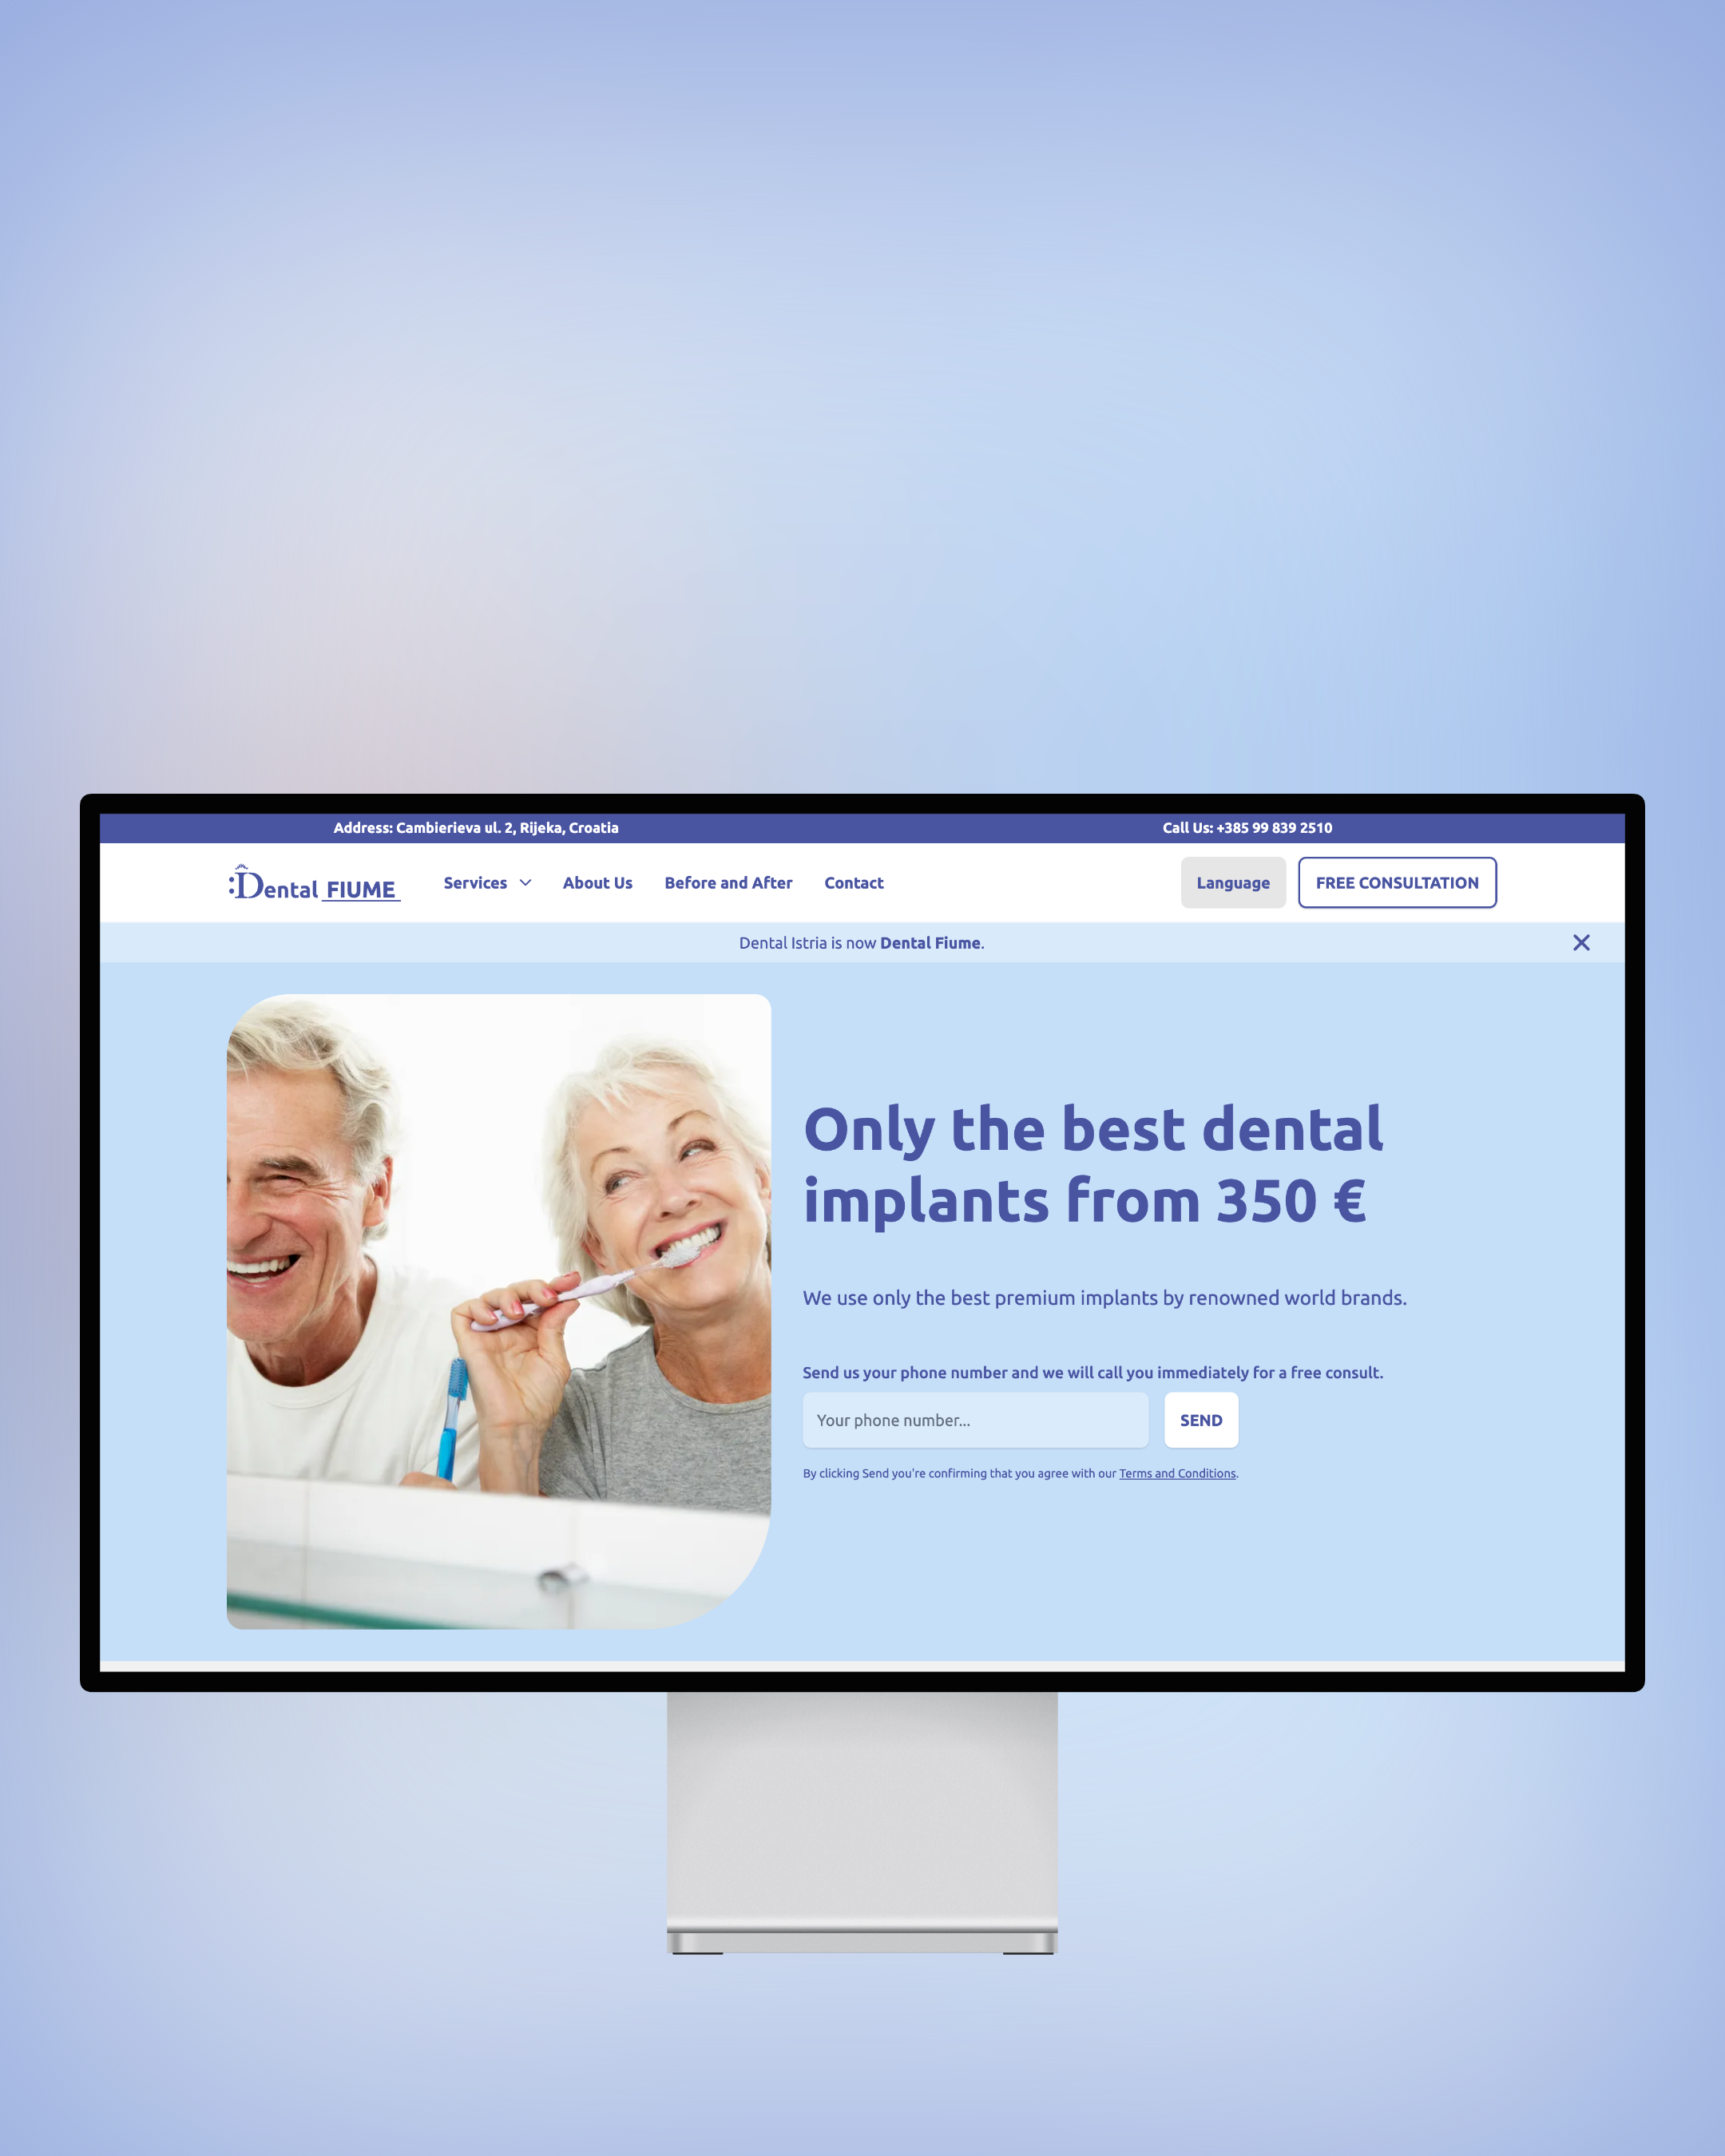 Address: Cambierieva ul. 2, Rijeka, Croatia
Call Us: +385 99 839 2510
:Dental FIUME
Services
About Us
Before and After
Contact
Language
FREE CONSULTATION
Dental Istria is now Dental Fiume.
Only the best dental
implants from 350 €
We use only the best premium implants by renowned world brands.
Send us your phone number and we will call you immediately for a free consult.
Your phone number...
SEND
By clicking Send you're confirming that you agree with our Terms and Conditions.